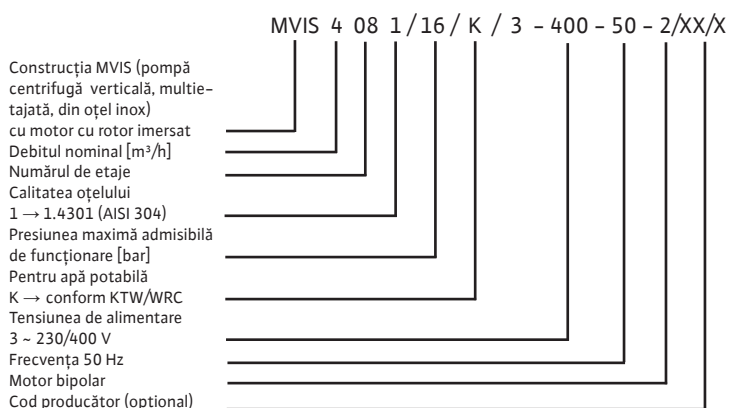 MVIS 4 08 1/16/K/3-400-50-2/XX/X
Construcția MVIS (pompă
centrifugă verticală, multie-
tajată, din oțel inox)
cu motor cu rotor imersat
Debitul nominal [m³/h]
Numărul de etaje
Calitatea oțelului
1 → 1.4301 (AISI 304)
Presiunea maximă admisibilă
de funcționare [bar]
Pentru apă potabilă
K → conform KTW/WRC
Tensiunea de alimentare
3 ~ 230/400 V
Frecvența 50 Hz
Motor bipolar
Cod producător (optional)